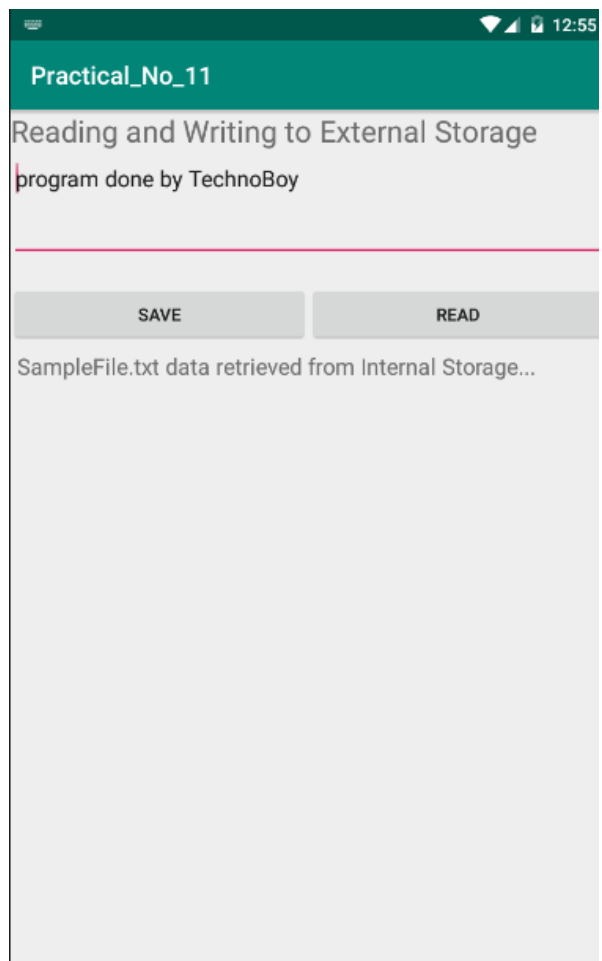 12:55
Practical_No_11
Reading and Writing to External Storage
program done by TechnoBoy
SAVE READ
SampleFile.txt data retrieved from Internal Storage...